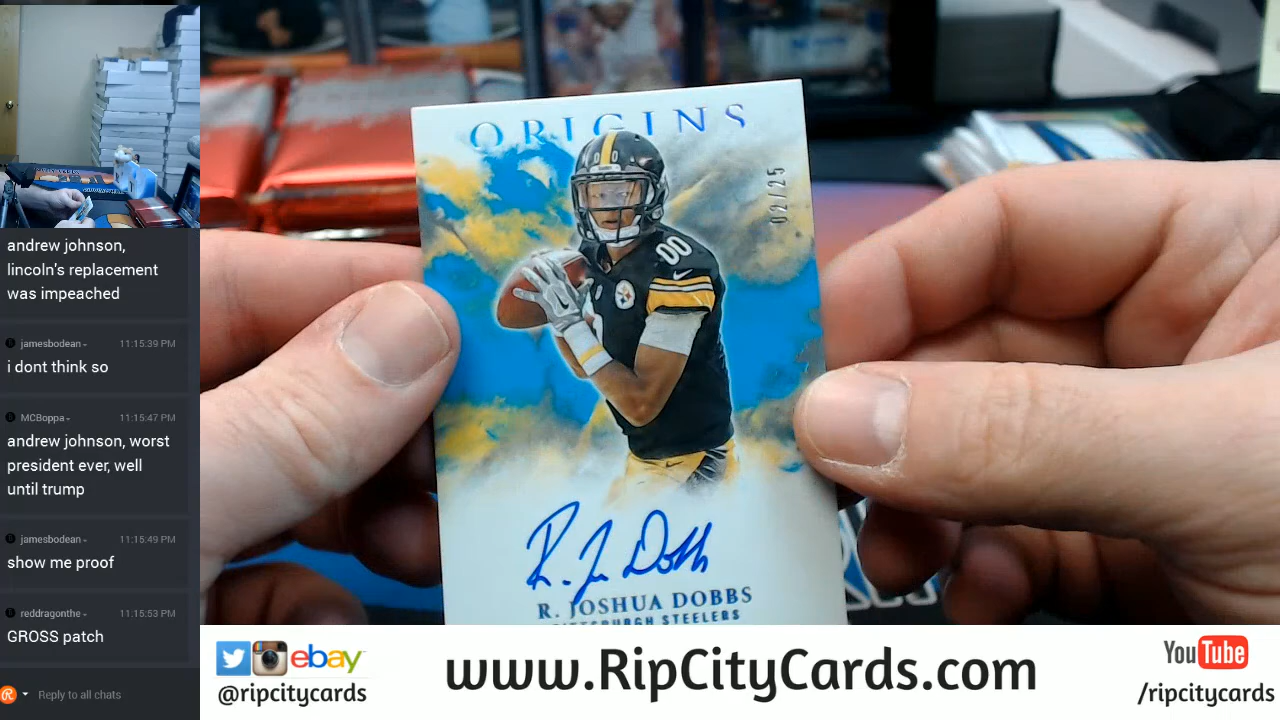 andrew johnson,
lincoln's replacement
was impeached
jamesbodean 11:15:39 PM
i dont think so
MCBoppa 11:15:47 PM
andrew johnson, worst
president ever, well
until trump
jamesbodean 11:15:49 PM
show me proof
reddragonthe 11:15:53 PM
GROSS patch
Reply to all chats
ORIGINS
02/25
00
R. Jo Dobbs
R. JOSHUA DOBBS
PITTSBURGH STEELERS
ebay
@ripcitycards
www.RipCityCards.com
YouTube
/ripcitycards